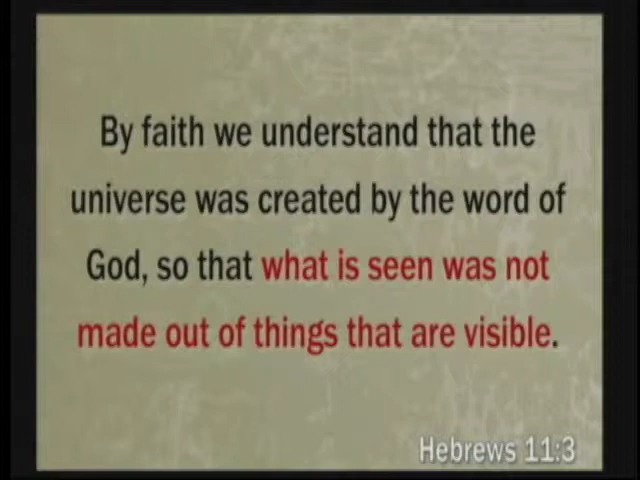 By faith we understand that the
universe was created by the word of
God, so that what is seen was not
made out of things that are visible.
Hebrews 11:3